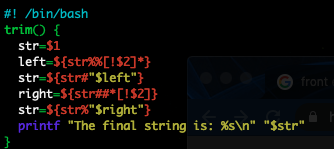 #! /bin/bash
trim() {
  str=$1
  left=${str%%[!$2]*}
  str=${str#"$left"}
  right=${str##*[!$2]}
  str=${str%"$right"}
  printf "The final string is: %s\n" "$str"
}
front